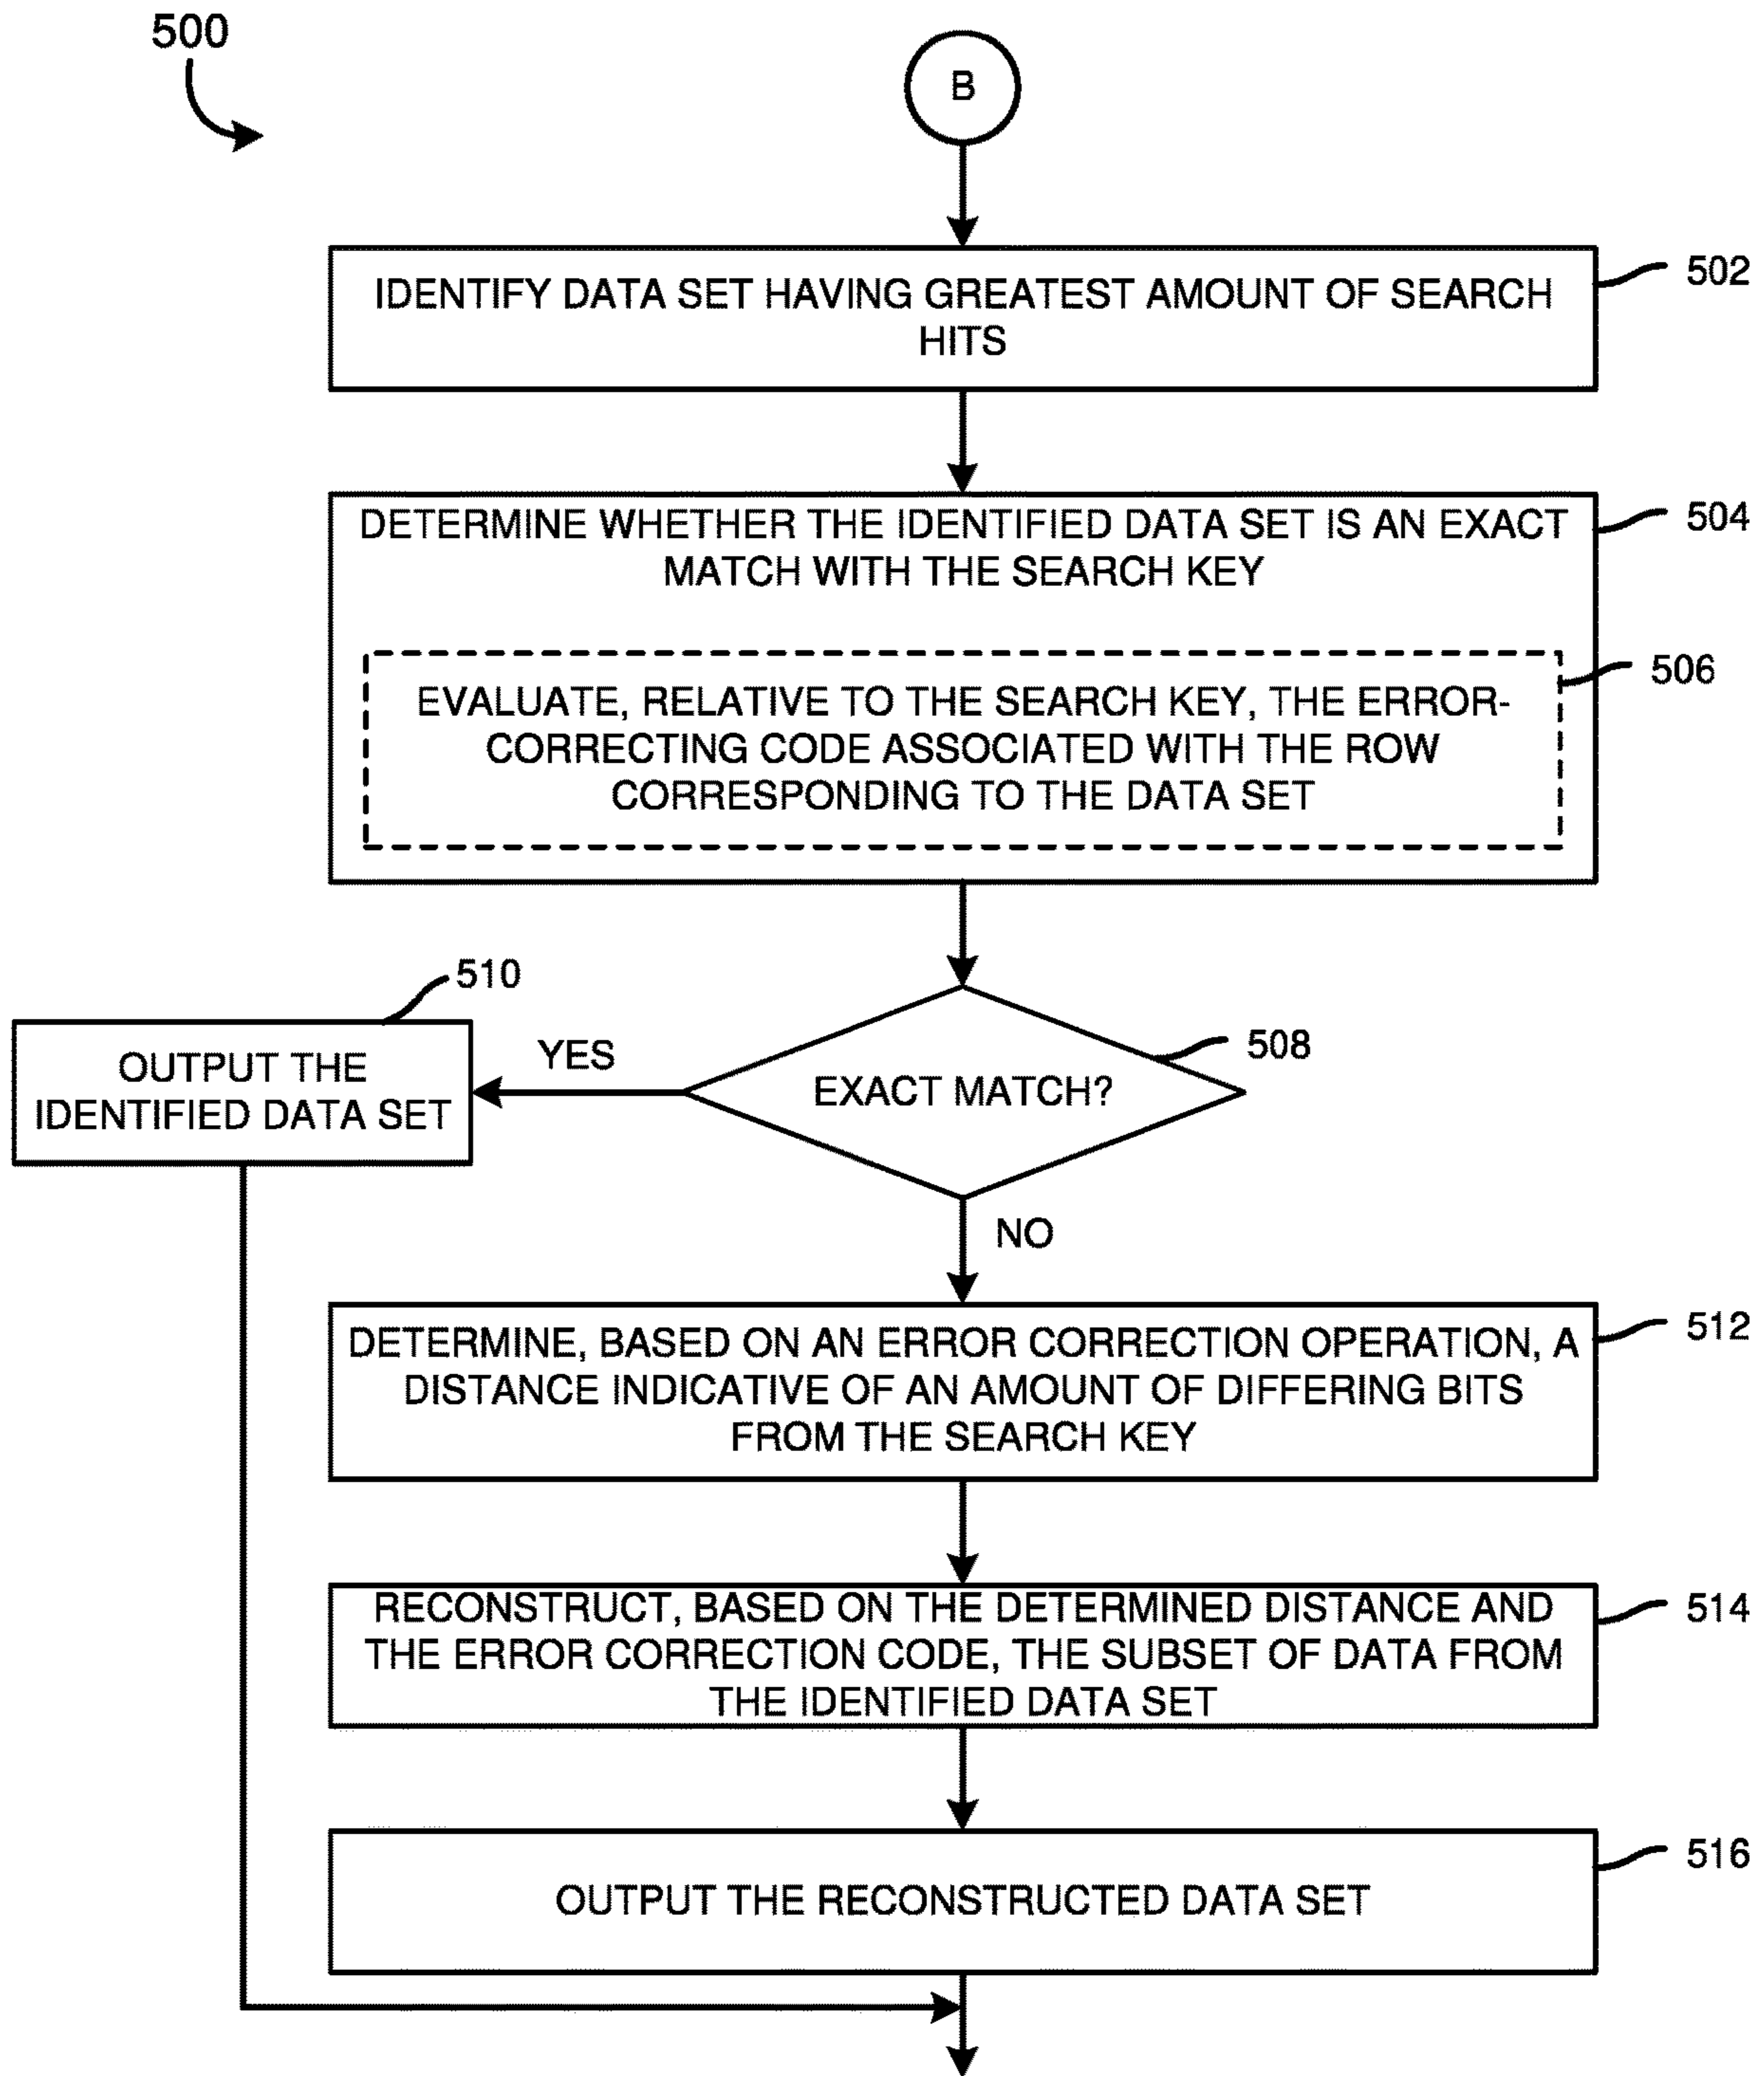 500
B
IDENTIFY DATA SET HAVING GREATEST AMOUNT OF SEARCH
HITS
502
DETERMINE WHETHER THE IDENTIFIED DATA SET IS AN EXACT
MATCH WITH THE SEARCH KEY
504
EVALUATE, RELATIVE TO THE SEARCH KEY, THE ERROR-
CORRECTING CODE ASSOCIATED WITH THE ROW
CORRESPONDING TO THE DATA SET
506
EXACT MATCH?
508
YES
510
OUTPUT THE
IDENTIFIED DATA SET
NO
DETERMINE, BASED ON AN ERROR CORRECTION OPERATION, A
DISTANCE INDICATIVE OF AN AMOUNT OF DIFFERING BITS
FROM THE SEARCH KEY
512
RECONSTRUCT, BASED ON THE DETERMINED DISTANCE AND
THE ERROR CORRECTION CODE, THE SUBSET OF DATA FROM
THE IDENTIFIED DATA SET
514
OUTPUT THE RECONSTRUCTED DATA SET
516